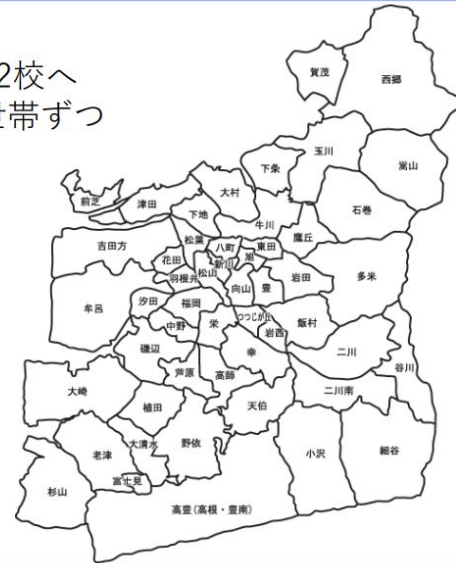 2校へ
世帯ずつ
賀茂
西郷
玉川
嵩山
下条
大村
石巻
前芝
津田
下地
牛川
鷹丘
吉田方
松葉
八町
東田
花田
新川
旭
多米
羽根井
松山
岩田
牟呂
汐田
福岡
向山
豊
中野
栄
つつじが丘
岩西
飯村
磯辺
幸
二川
谷川
芦原
高師
大崎
植田
天伯
二川南
老津
大清水
野依
小沢
細谷
富士見
杉山
高豊(高根・豊南)